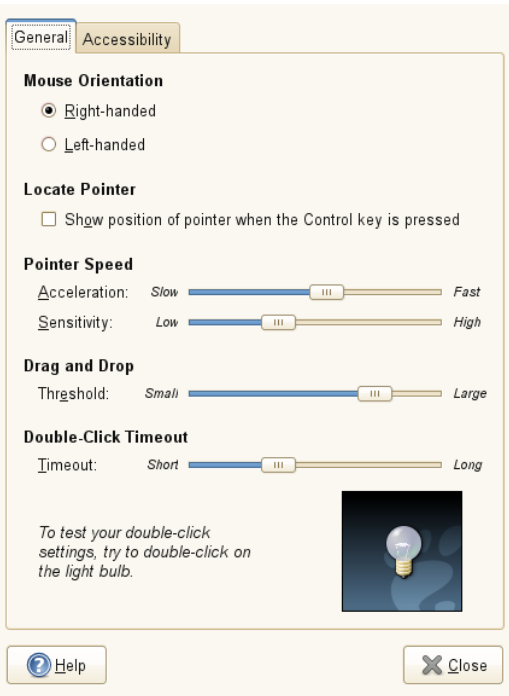 General Accessibility
Mouse Orientation
Right-handed
Left-handed
Locate Pointer
Show position of pointer when the Control key is pressed
Pointer Speed
Acceleration: Slow Fast
Sensitivity: Low High
Drag and Drop
Threshold: Small Large
Double-Click Timeout
Timeout: Short Long
To test your double-click
settings, try to double-click on
the light bulb.
Help Close